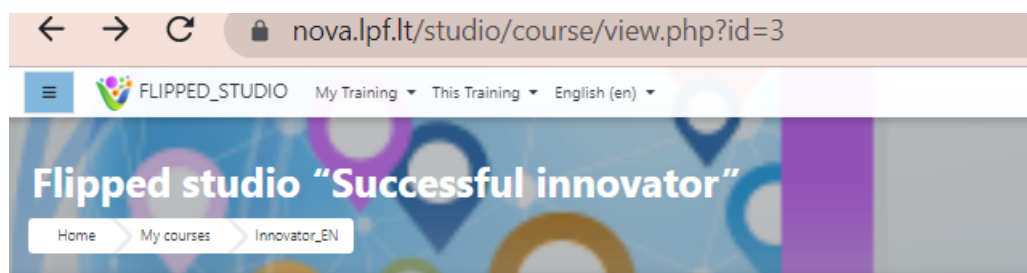 nova.lpf.lt/studio/course/view.php?id=3
FLIPPED_STUDIO My Training This Training English (en)
Flipped studio “Successful innovator”
Home My courses Innovator_EN